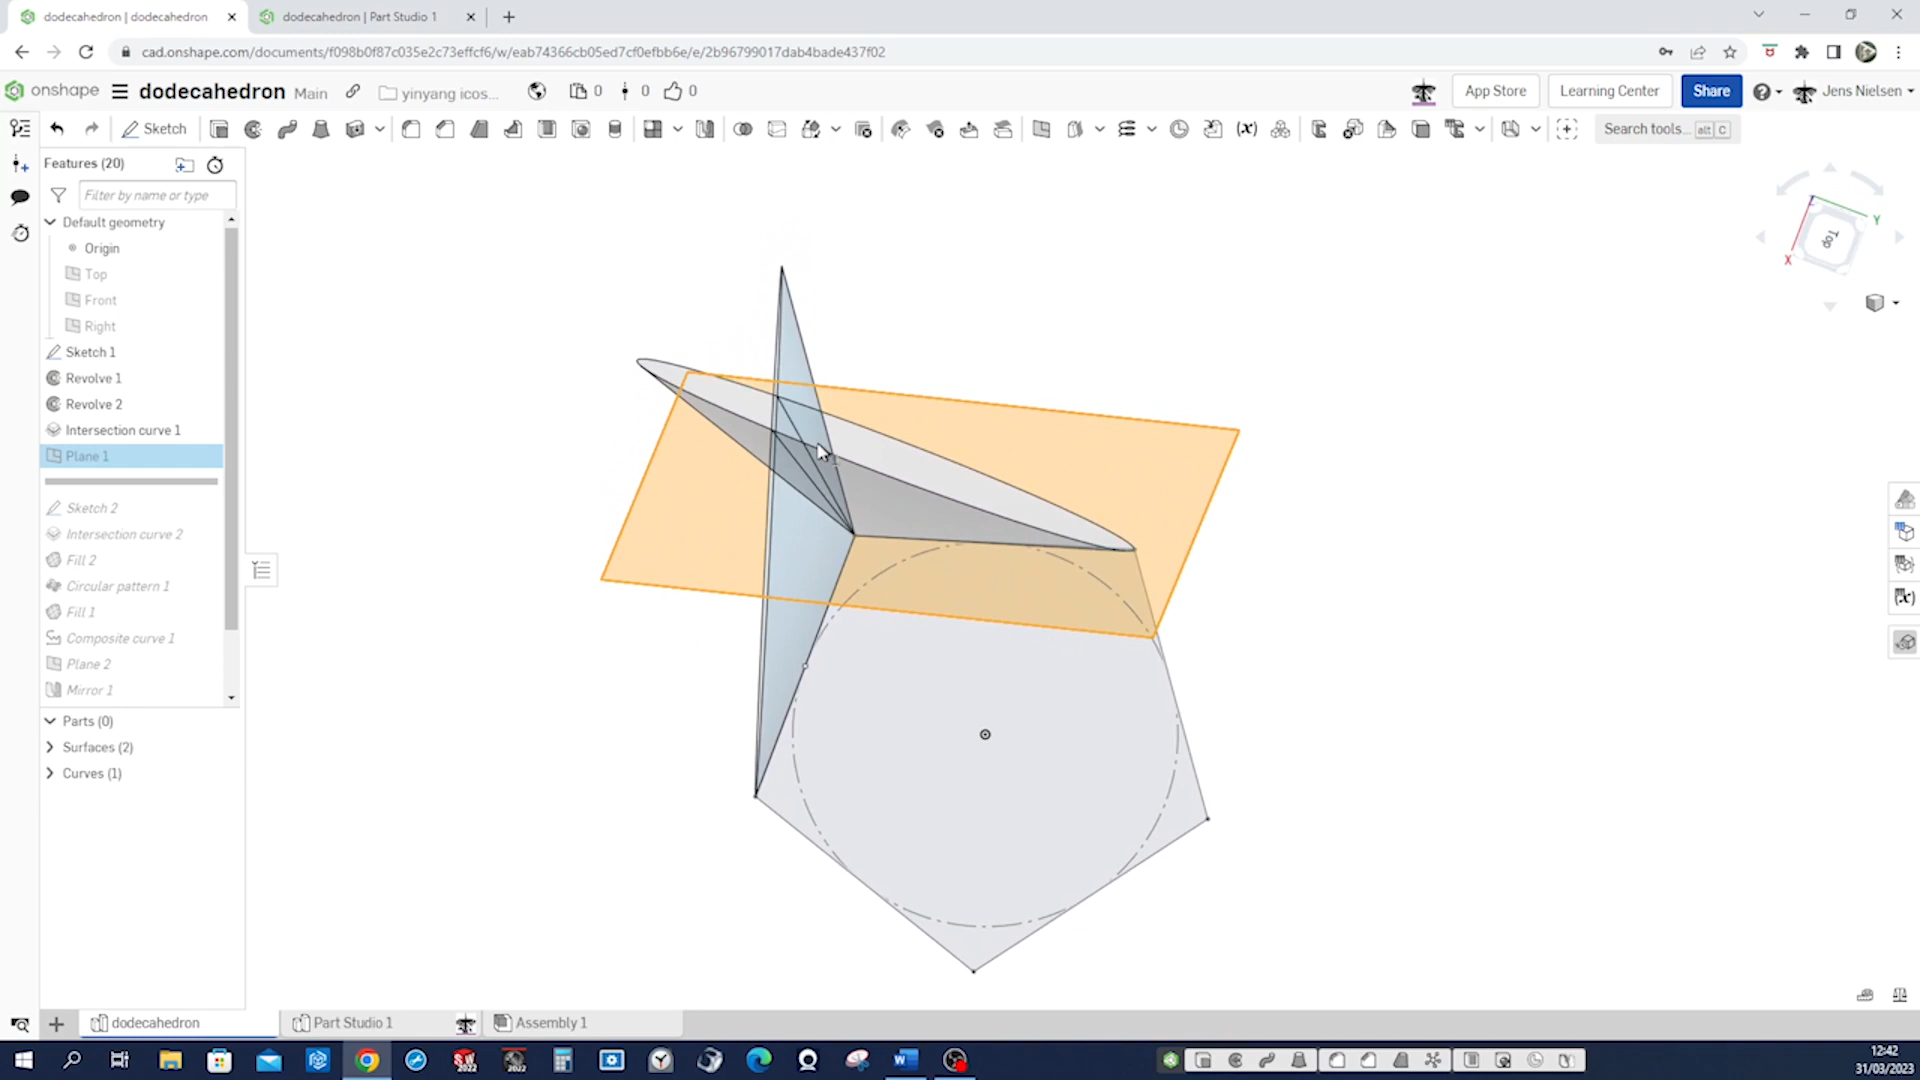 dodecahedron | dodecahedron
dodecahedron | Part Studio 1
cad.onshape.com/documents/f098b0f87c035e2c73effcf6/w/eab74366cb05ed7cf0efbb6e/e/2b96799017dab4bade437f02
onshape
dodecahedron Main
yinyang icos...
0
0
0
App Store
Learning Center
Share
Jens Nielsen
Sketch
Search tools... alt C
Features (20)
Filter by name or type
Default geometry
Origin
Top
Front
Right
Sketch 1
Revolve 1
Revolve 2
Intersection curve 1
Plane 1
Sketch 2
Intersection curve 2
Fill 2
Circular pattern 1
Fill 1
Composite curve 1
Plane 2
Mirror 1
Parts (0)
Surfaces (2)
Curves (1)
Z
Y
X
Top
dodecahedron
Part Studio 1
Assembly 1
12:42
31/03/2023